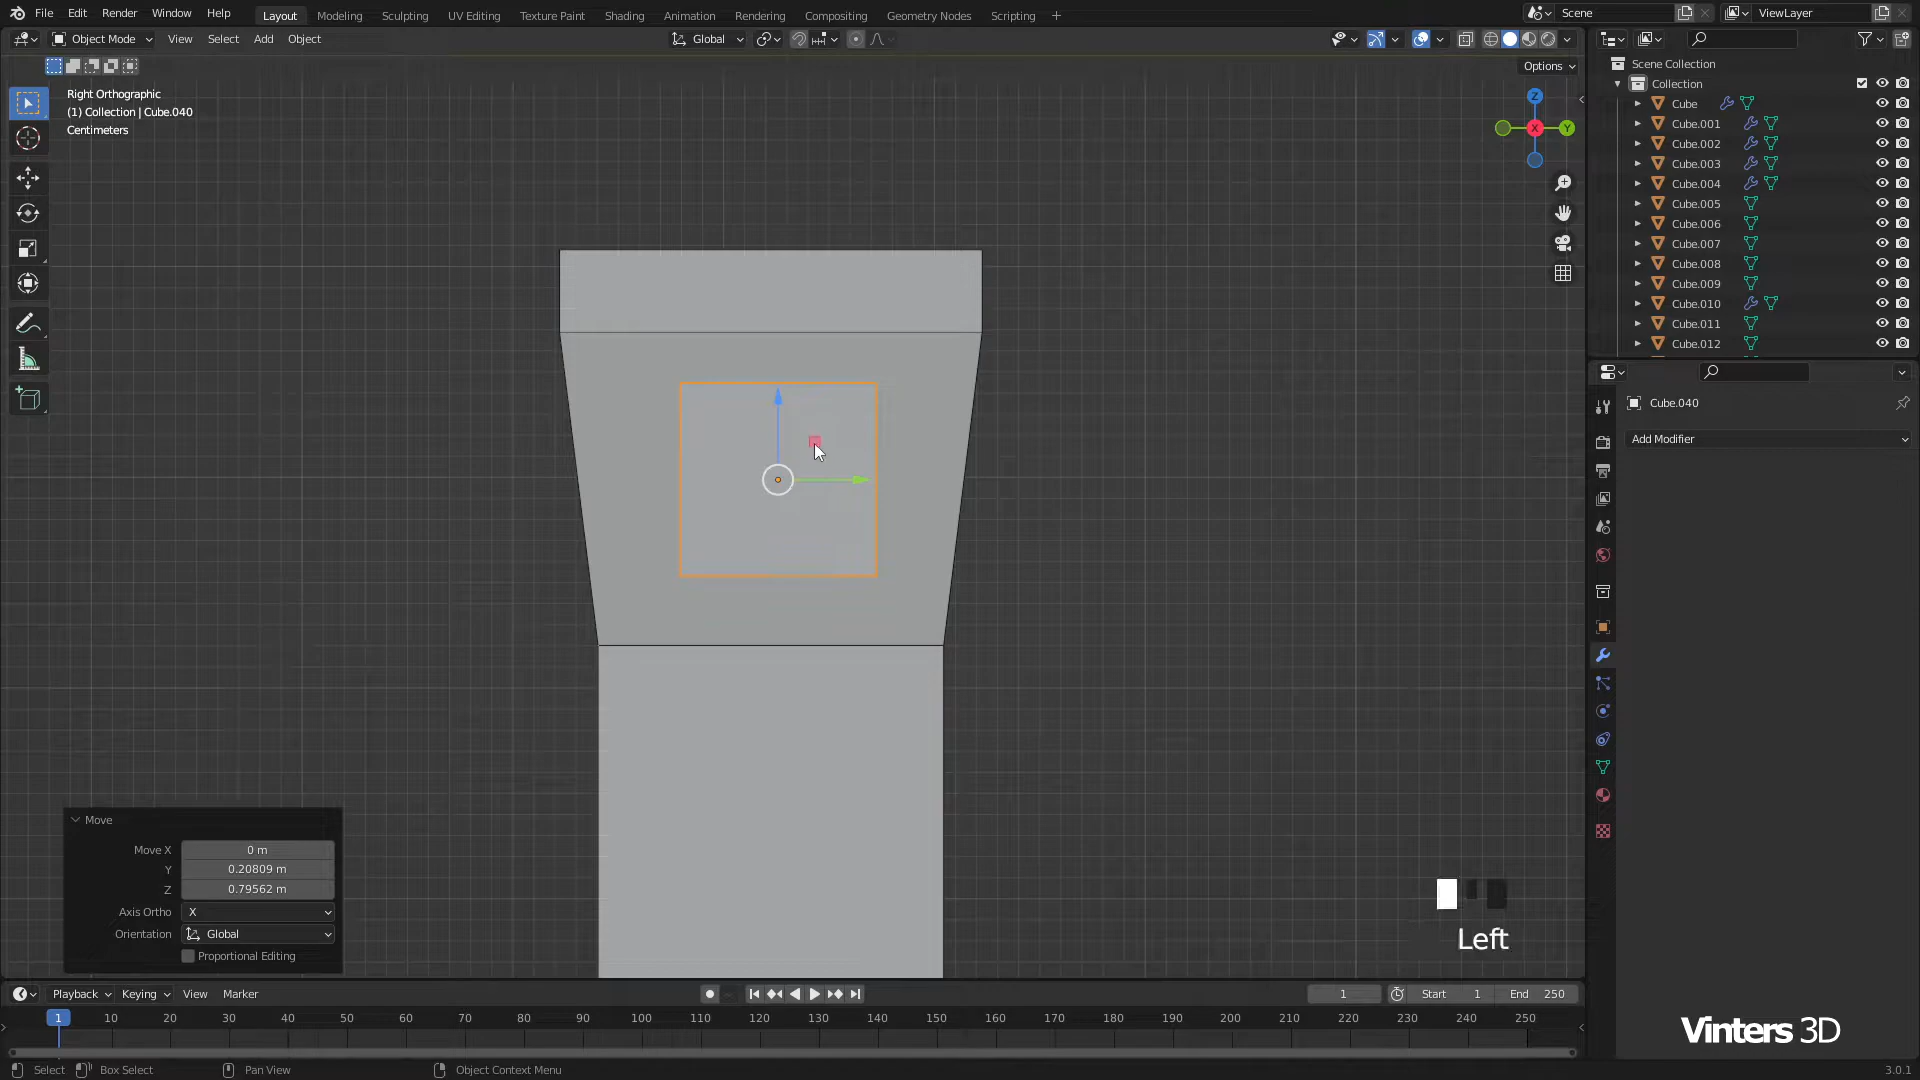 File Edit Render Window Help Layout Modeling Sculpting UV Editing Texture Paint Shading Animation Rendering Compositing Geometry Nodes Scripting + Scene ViewLayer
Object Mode View Select Add Object Global
Options
Right Orthographic
(1) Collection | Cube.040
Centimeters
Z
X
Y
Scene Collection
Collection
Cube
Cube.001
Cube.002
Cube.003
Cube.004
Cube.005
Cube.006
Cube.007
Cube.008
Cube.009
Cube.010
Cube.011
Cube.012
Cube.040
Add Modifier
Move
Move X 0 m
Y 0.20809 m
Z 0.79562 m
Axis Ortho X
Orientation Global
Proportional Editing
Left
Playback Keying View Marker 1 Start 1 End 250
1 10 20 30 40 50 60 70 80 90 100 110 120 130 140 150 160 170 180 190 200 210 220 230 240 250
Vinters 3D
Select Box Select Pan View Object Context Menu 3.0.1